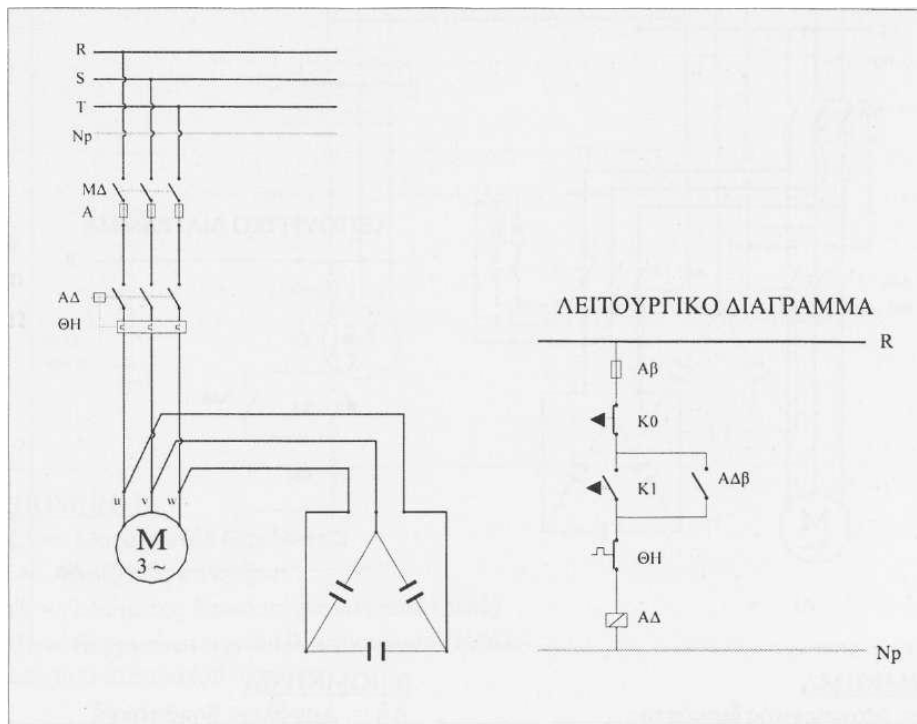 R
S
T
Np
ΜΔ
Α
ΑΔ
ΘΗ
u v w
M
3 ~
ΛΕΙΤΟΥΡΓΙΚΟ ΔΙΑΓΡΑΜΜΑ
R
Αβ
Κ0
Κ1
ΑΔβ
ΘΗ
ΑΔ
Np